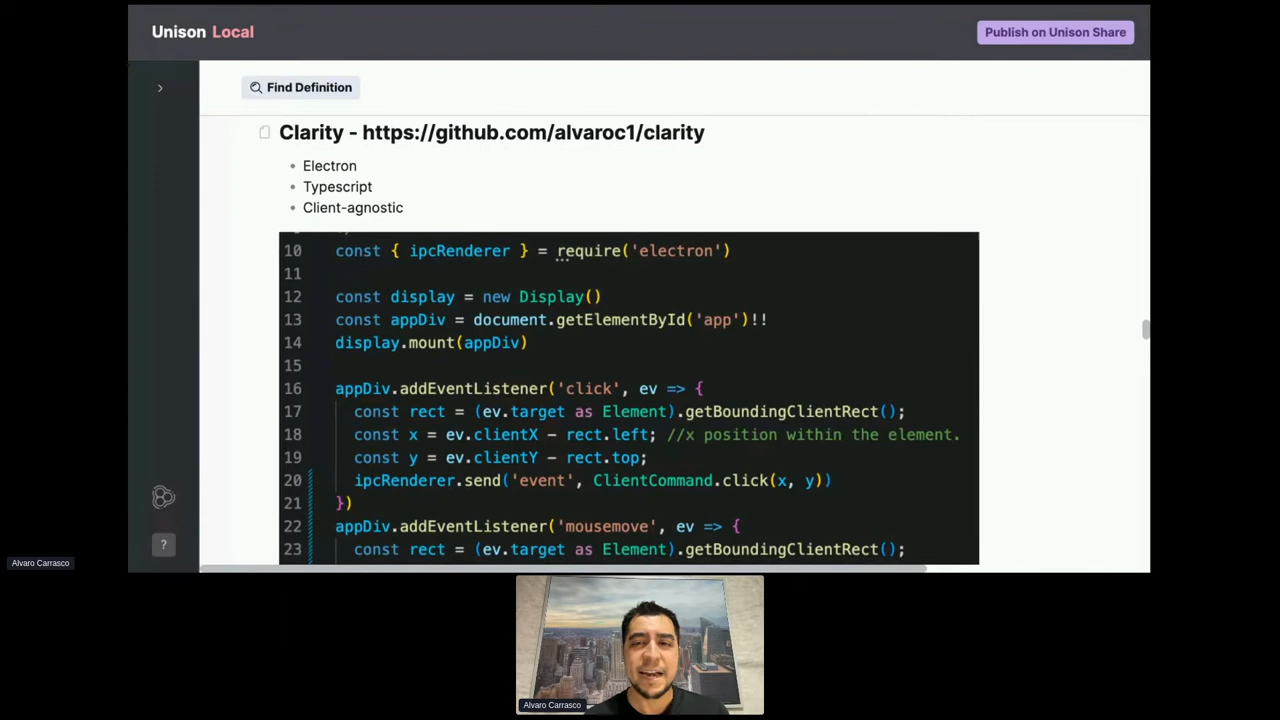 Unison Local
Publish on Unison Share
Find Definition
Clarity - https://github.com/alvaroc1/clarity
Electron
Typescript
Client-agnostic
10 const { ipcRenderer } = require('electron')
11
12 const display = new Display()
13 const appDiv = document.getElementById('app')!!
14 display.mount(appDiv)
15
16 appDiv.addEventListener('click', ev => {
17 const rect = (ev.target as Element).getBoundingClientRect();
18 const x = ev.clientX - rect.left; //x position within the element.
19 const y = ev.clientY - rect.top;
20 ipcRenderer.send('event', ClientCommand.click(x, y))
21 })
22 appDiv.addEventListener('mousemove', ev => {
23 const rect = (ev.target as Element).getBoundingClientRect();
?
Alvaro Carrasco
Alvaro Carrasco